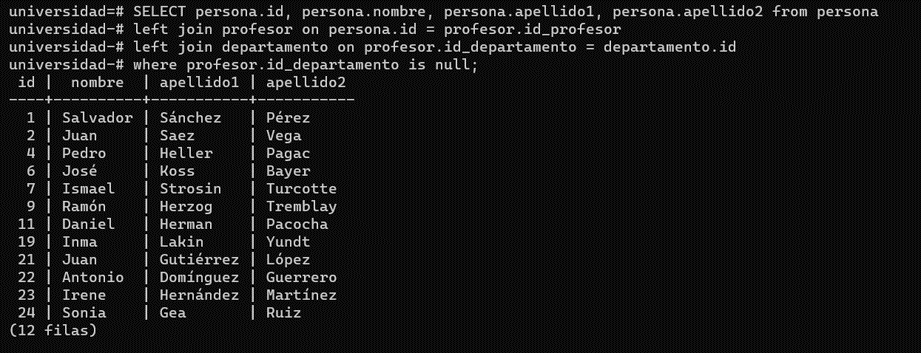 universidad=# SELECT persona.id, persona.nombre, persona.apellido1, persona.apellido2 from persona
universidad-# left join profesor on persona.id = profesor.id_profesor
universidad-# left join departamento on profesor.id_departamento = departamento.id
universidad-# where profesor.id_departamento is null;
 id |  nombre  | apellido1 | apellido2
----+----------+-----------+-----------
  1 | Salvador | Sánchez   | Pérez
  2 | Juan     | Saez      | Vega
  4 | Pedro    | Heller    | Pagac
  6 | José     | Koss      | Bayer
  7 | Ismael   | Strosin   | Turcotte
  9 | Ramón    | Herzog    | Tremblay
 11 | Daniel   | Herman    | Pacocha
 19 | Inma     | Lakin     | Yundt
 21 | Juan     | Gutiérrez | López
 22 | Antonio  | Domínguez | Guerrero
 23 | Irene    | Hernández | Martínez
 24 | Sonia    | Gea       | Ruiz
(12 filas)